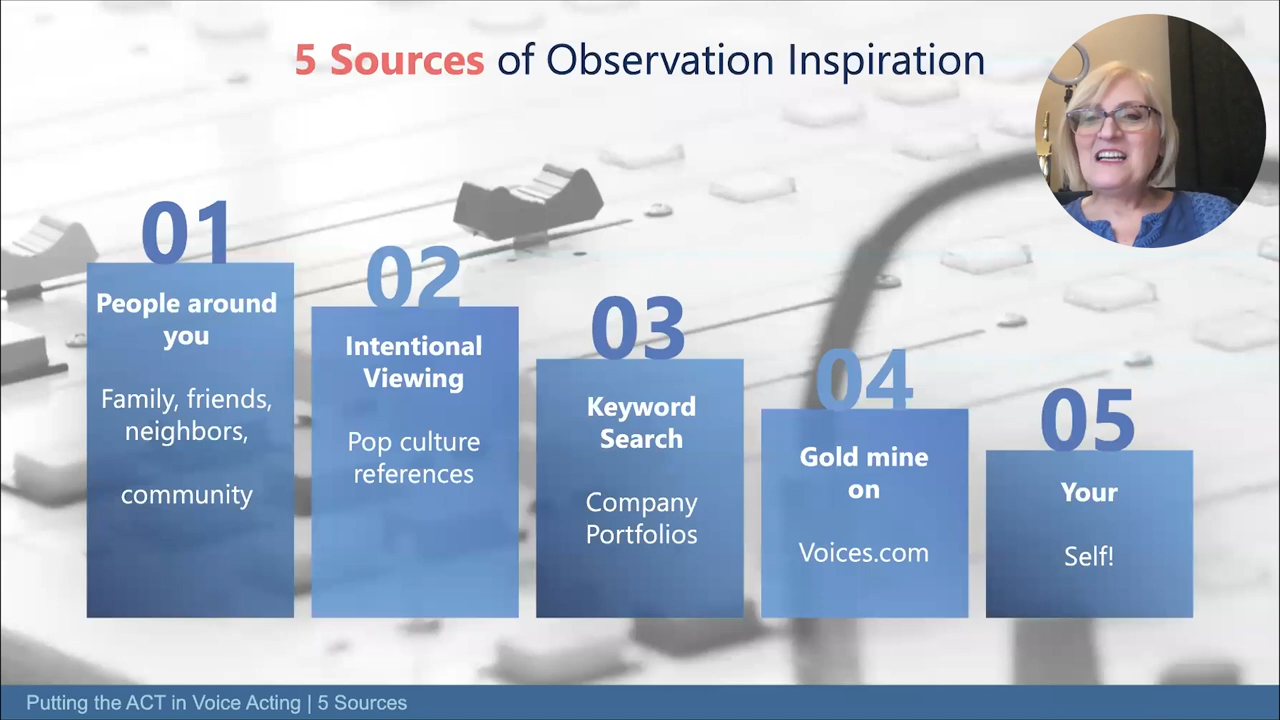 5 Sources of Observation Inspiration
01
People around
you
Family, friends,
neighbors,
community
02
Intentional
Viewing
Pop culture
references
03
Keyword
Search
Company
Portfolios
04
Gold mine
on
Voices.com
05
Your
Self!
Putting the ACT in Voice Acting | 5 Sources